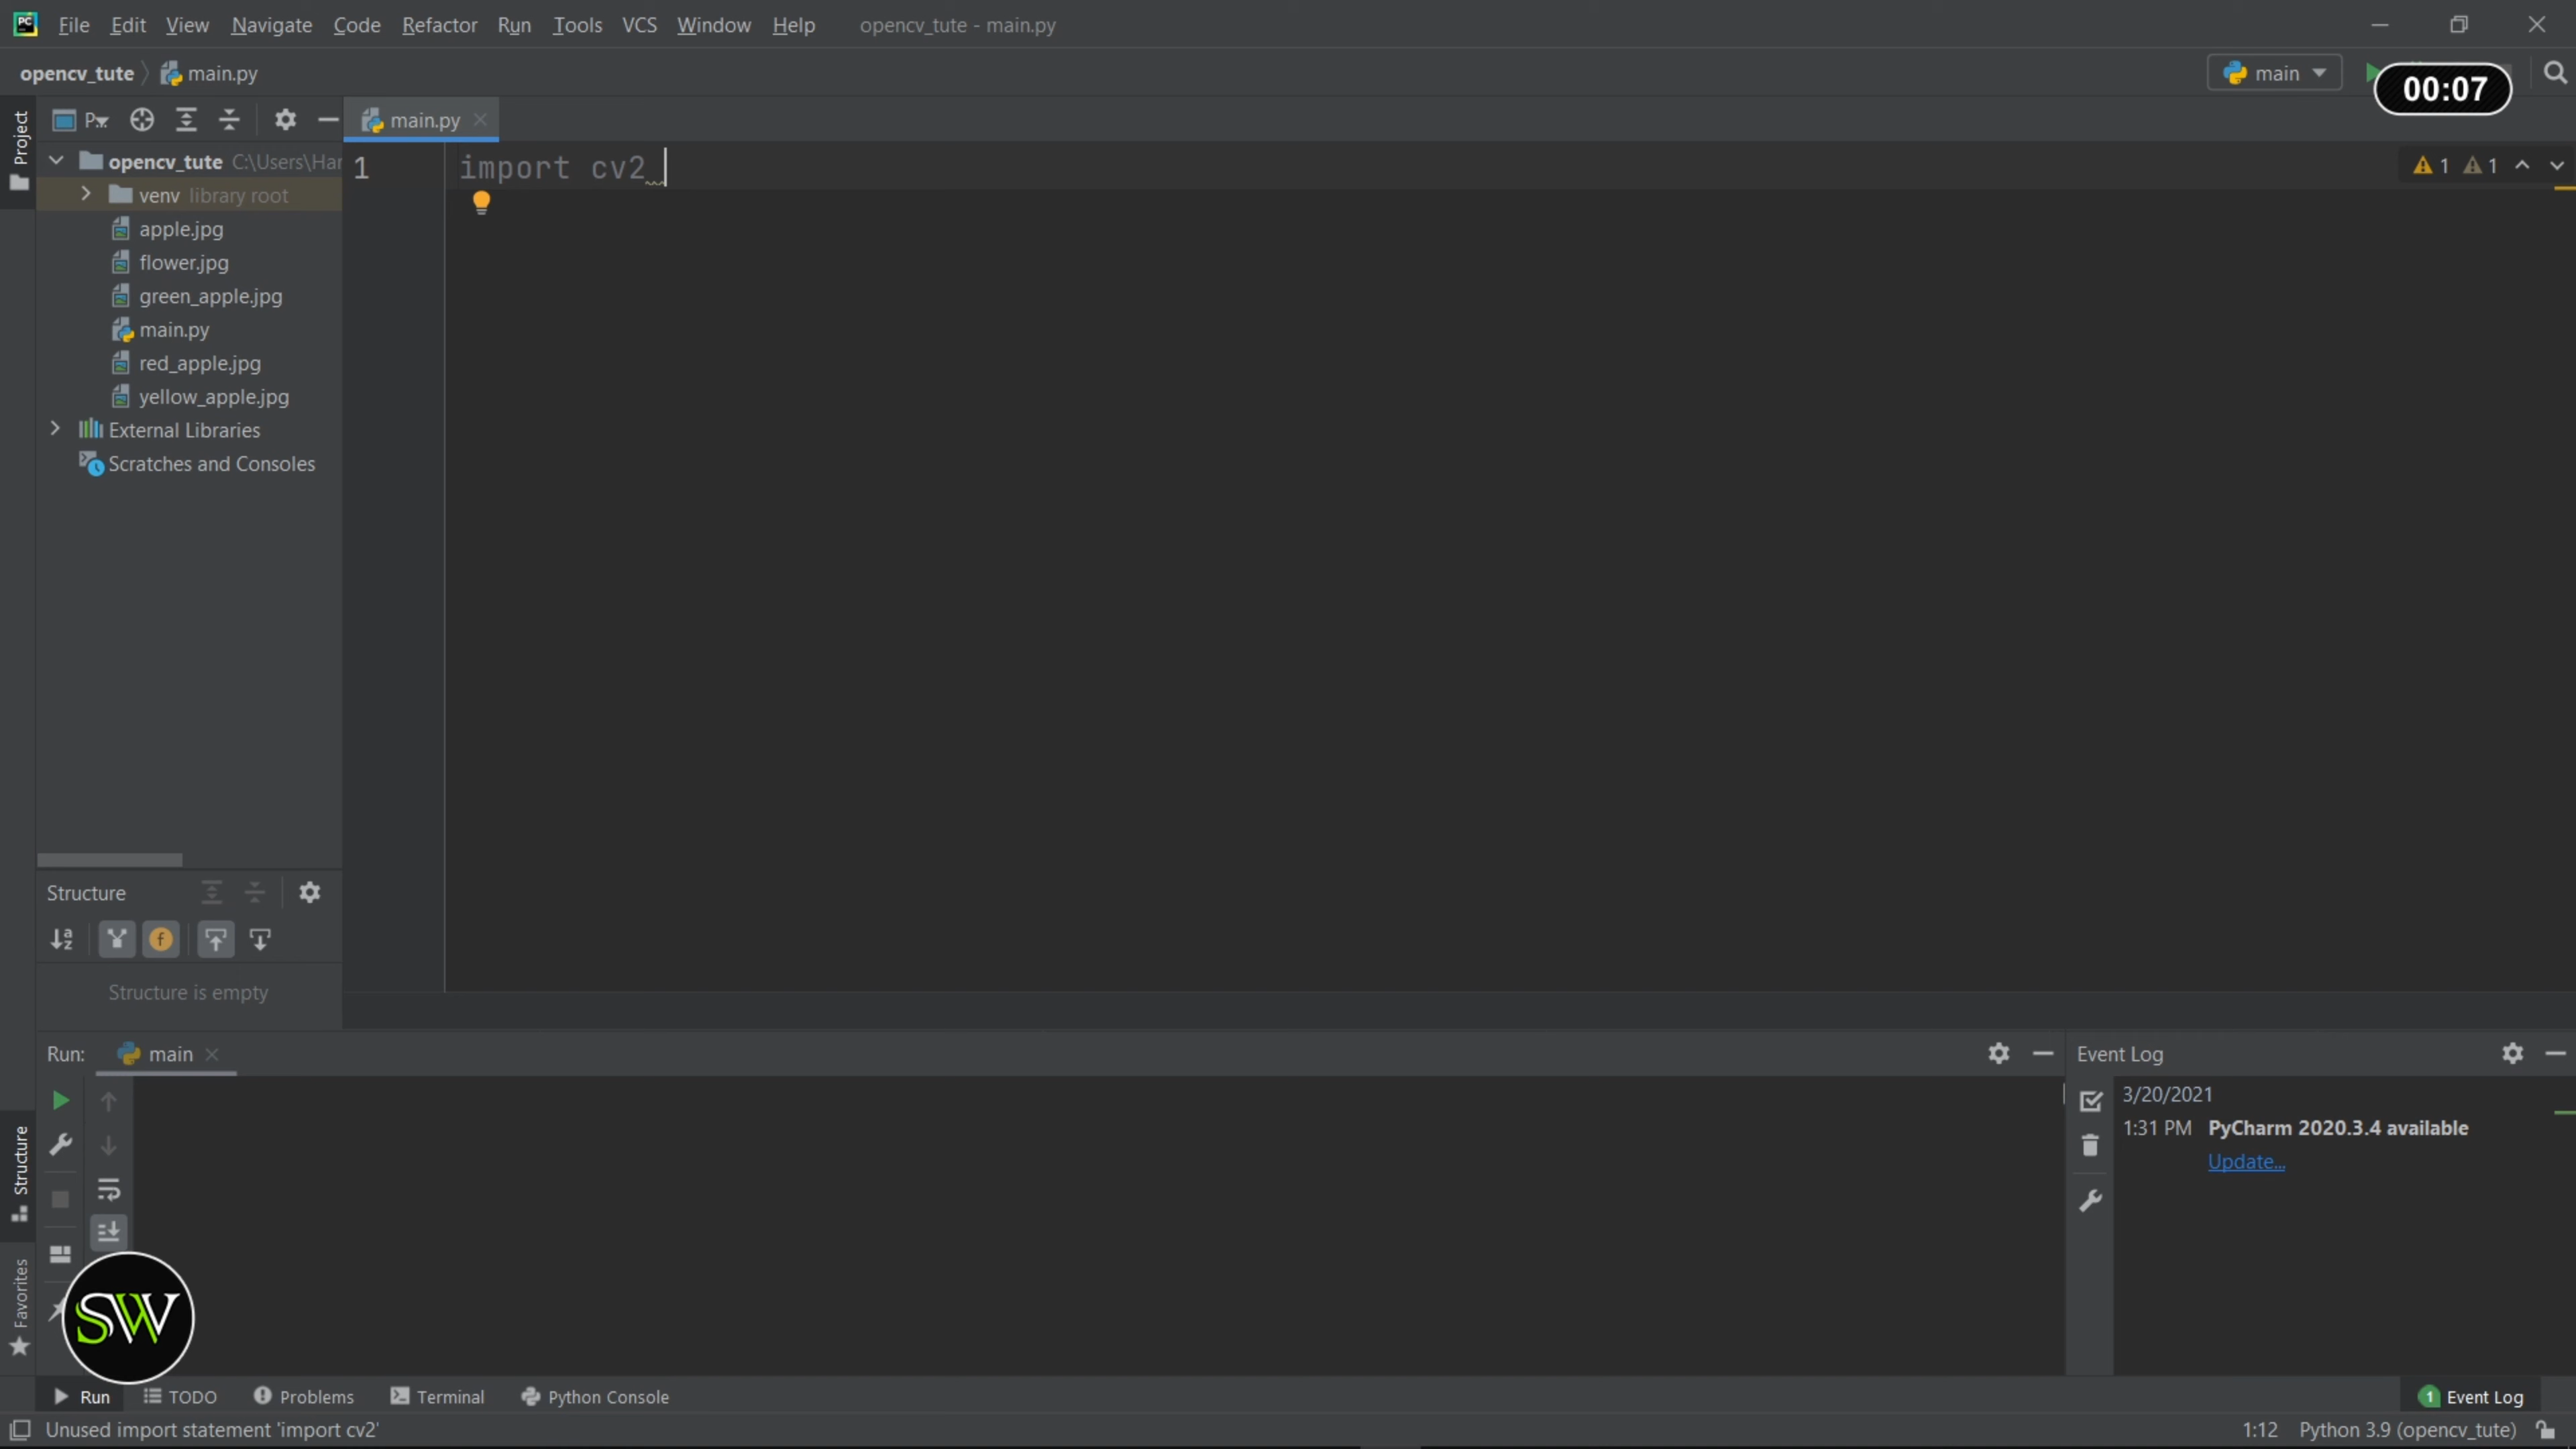 File Edit View Navigate Code Refactor Run Tools VCS Window Help opencv_tute - main.py
opencv_tute main.py main
00:07
Project
P...
main.py
opencv_tute C:\Users\Har
venv library root
apple.jpg
flower.jpg
green_apple.jpg
main.py
red_apple.jpg
yellow_apple.jpg
External Libraries
Scratches and Consoles
1 import cv2
1 1
Structure
Structure is empty
Run: main
Event Log
3/20/2021
1:31 PM PyCharm 2020.3.4 available
Update...
Structure
Favorites
SW
Run TODO Problems Terminal Python Console 1 Event Log
Unused import statement 'import cv2' 1:12 Python 3.9 (opencv_tute)